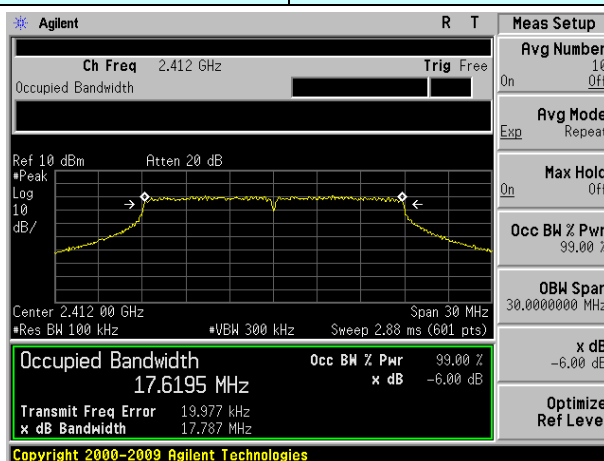 Agilent R T Meas Setup
Ch Freq 2.412 GHz Trig Free
Occupied Bandwidth
Avg Number
10
On Off
Avg Mode
Exp Repeat
Max Hold
On Off
Occ BW % Pwr
99.00 %
OBW Span
30.0000000 MHz
x dB
-6.00 dB
Optimize
Ref Level
Ref 10 dBm Atten 20 dB
#Peak
Log
10
dB/
Center 2.412 00 GHz Span 30 MHz
#Res BW 100 kHz #VBW 300 kHz Sweep 2.88 ms (601 pts)
Occupied Bandwidth Occ BW % Pwr 99.00 %
17.6195 MHz x dB -6.00 dB
Transmit Freq Error 19.977 kHz
x dB Bandwidth 17.787 MHz
Copyright 2000-2009 Agilent Technologies